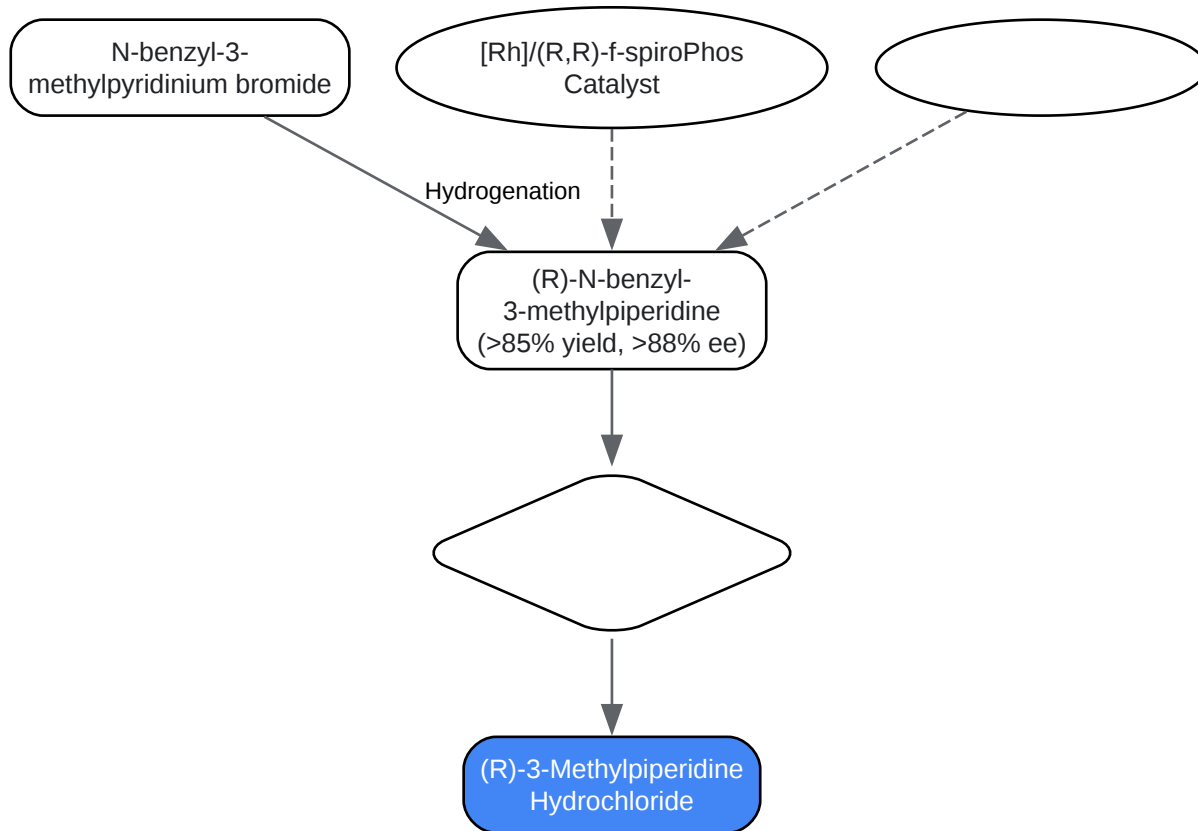 N-benzyl-3-
methylpyridinium bromide
[Rh]/(R,R)-f-spiroPhos
Catalyst
Hydrogenation
(R)-N-benzyl-
3-methylpiperidine
(>85% yield, >88% ee)
(R)-3-Methylpiperidine
Hydrochloride